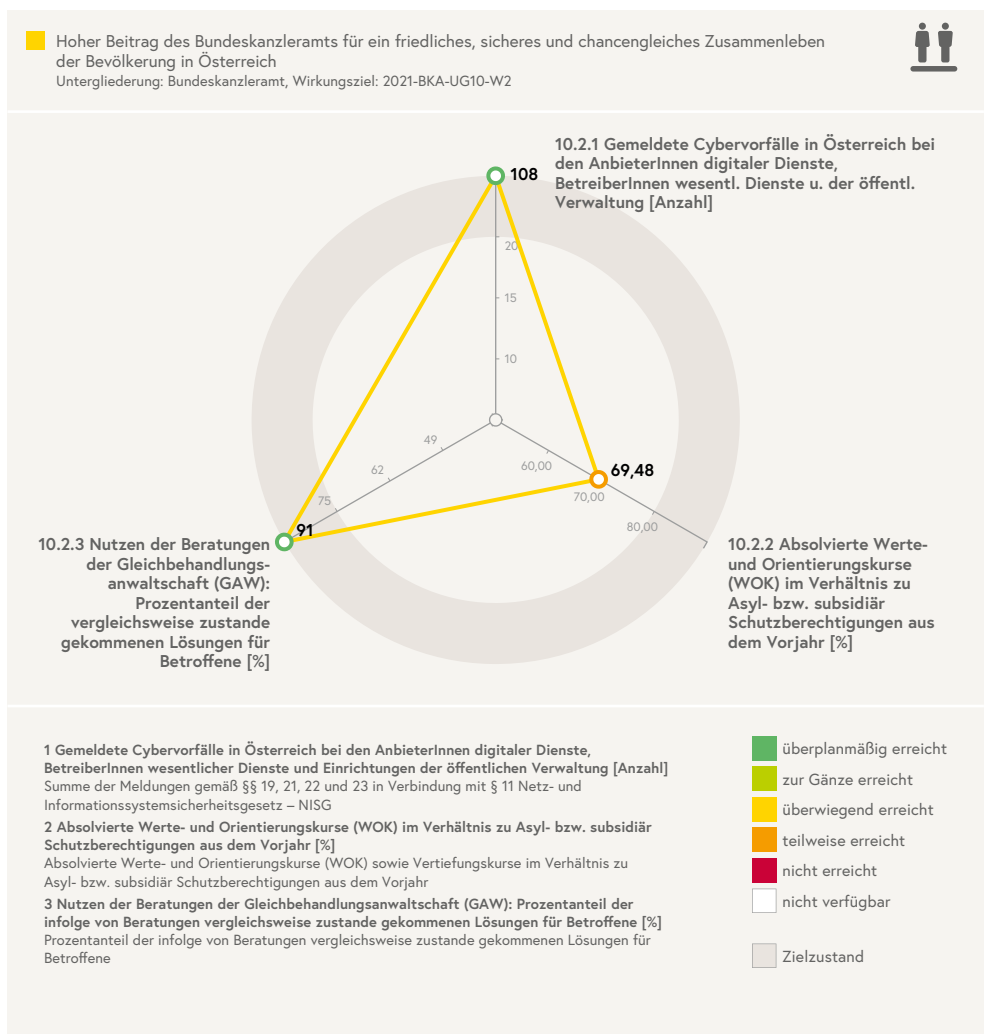 Hoher Beitrag des Bundeskanzleramts für ein friedliches, sicheres und chancengleiches Zusammenleben
der Bevölkerung in Österreich
Untergliederung: Bundeskanzleramt, Wirkungsziel: 2021-BKA-UG10-W2
10.2.1 Gemeldete Cybervorfälle in Österreich bei
den AnbieterInnen digitaler Dienste,
BetreiberInnen wesentl. Dienste u. der öffentl.
Verwaltung [Anzahl]
108
20
15
10
49
62
75
91
60,00
70,00
80,00
69,48
10.2.3 Nutzen der Beratungen
der Gleichbehandlungs-
anwaltschaft (GAW):
Prozentanteil der
vergleichsweise zustande
gekommenen Lösungen für
Betroffene [%]
10.2.2 Absolvierte Werte-
und Orientierungskurse
(WOK) im Verhältnis zu
Asyl- bzw. subsidiär
Schutzberechtigungen aus
dem Vorjahr [%]
1 Gemeldete Cybervorfälle in Österreich bei den AnbieterInnen digitaler Dienste,
BetreiberInnen wesentlicher Dienste und Einrichtungen der öffentlichen Verwaltung [Anzahl]
Summe der Meldungen gemäß §§ 19, 21, 22 und 23 in Verbindung mit § 11 Netz- und
Informationssystemsicherheitsgesetz – NISG
2 Absolvierte Werte- und Orientierungskurse (WOK) im Verhältnis zu Asyl- bzw. subsidiär
Schutzberechtigungen aus dem Vorjahr [%]
Absolvierte Werte- und Orientierungskurse (WOK) sowie Vertiefungskurse im Verhältnis zu
Asyl- bzw. subsidiär Schutzberechtigungen aus dem Vorjahr
3 Nutzen der Beratungen der Gleichbehandlungsanwaltschaft (GAW): Prozentanteil der
infolge von Beratungen vergleichsweise zustande gekommenen Lösungen für Betroffene [%]
Prozentanteil der infolge von Beratungen vergleichsweise zustande gekommenen Lösungen für
Betroffene
überplanmäßig erreicht
zur Gänze erreicht
überwiegend erreicht
teilweise erreicht
nicht erreicht
nicht verfügbar
Zielzustand